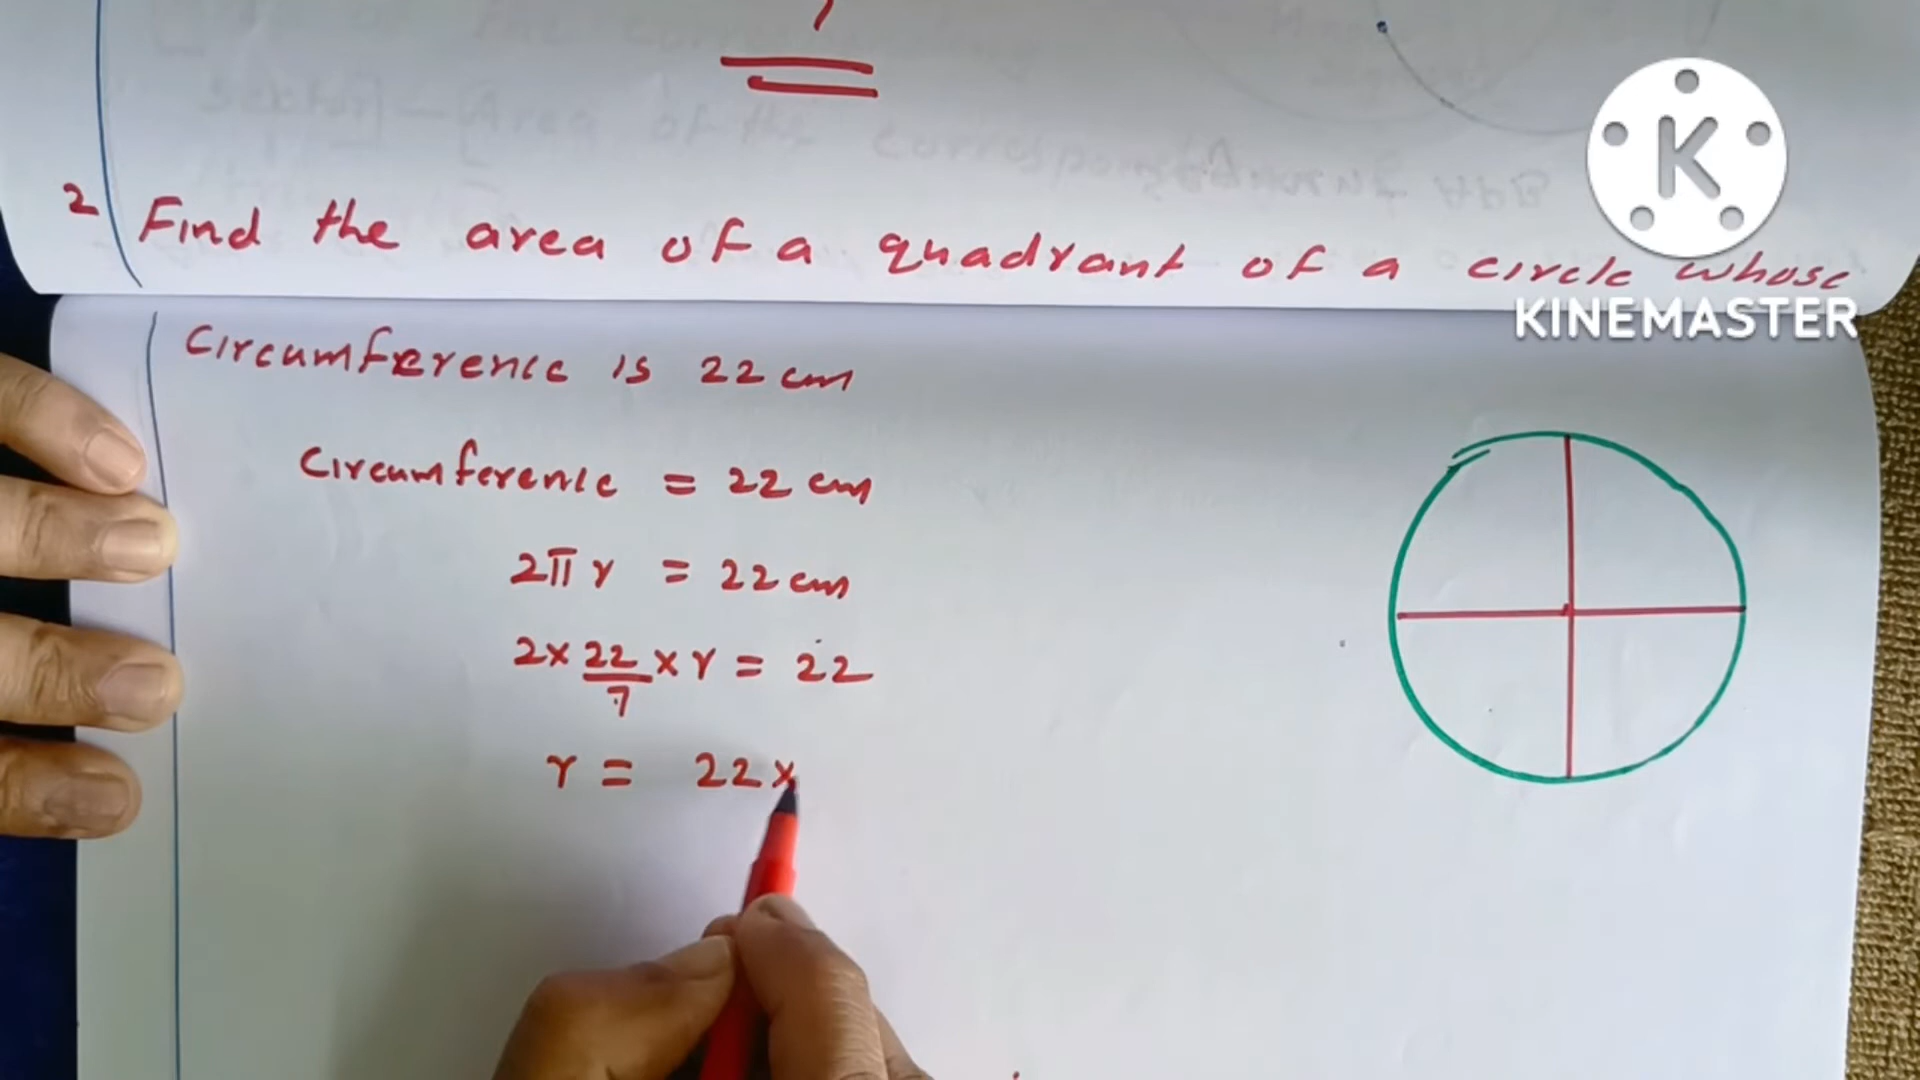 2 Find the area of a quadrant of a circle whose
circumference is 22 cm
circumference = 22 cm
2π r = 22 cm
2 × 22/7 × r = 22
r = 22 ×
K
KINEMASTER